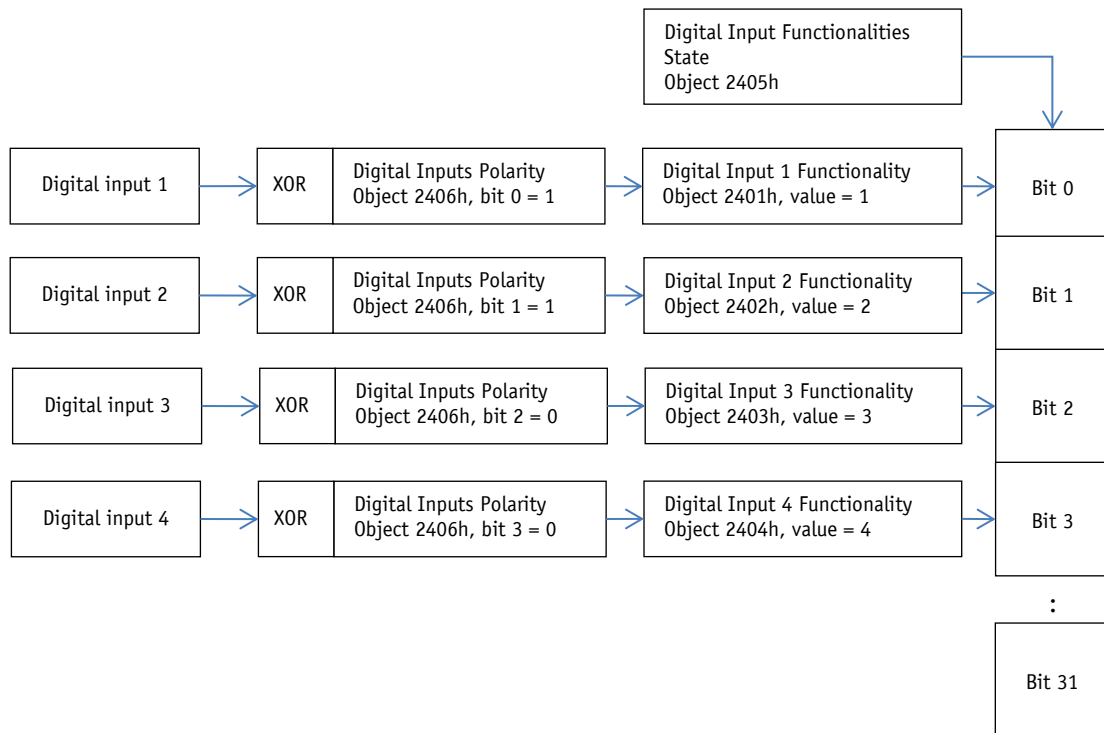 Digital Input Functionalities
State
Object 2405h
Digital input 1
XOR
Digital Inputs Polarity
Object 2406h, bit 0 = 1
Digital Input 1 Functionality
Object 2401h, value = 1
Bit 0
Digital input 2
XOR
Digital Inputs Polarity
Object 2406h, bit 1 = 1
Digital Input 2 Functionality
Object 2402h, value = 2
Bit 1
Digital input 3
XOR
Digital Inputs Polarity
Object 2406h, bit 2 = 0
Digital Input 3 Functionality
Object 2403h, value = 3
Bit 2
Digital input 4
XOR
Digital Inputs Polarity
Object 2406h, bit 3 = 0
Digital Input 4 Functionality
Object 2404h, value = 4
Bit 3
:
Bit 31